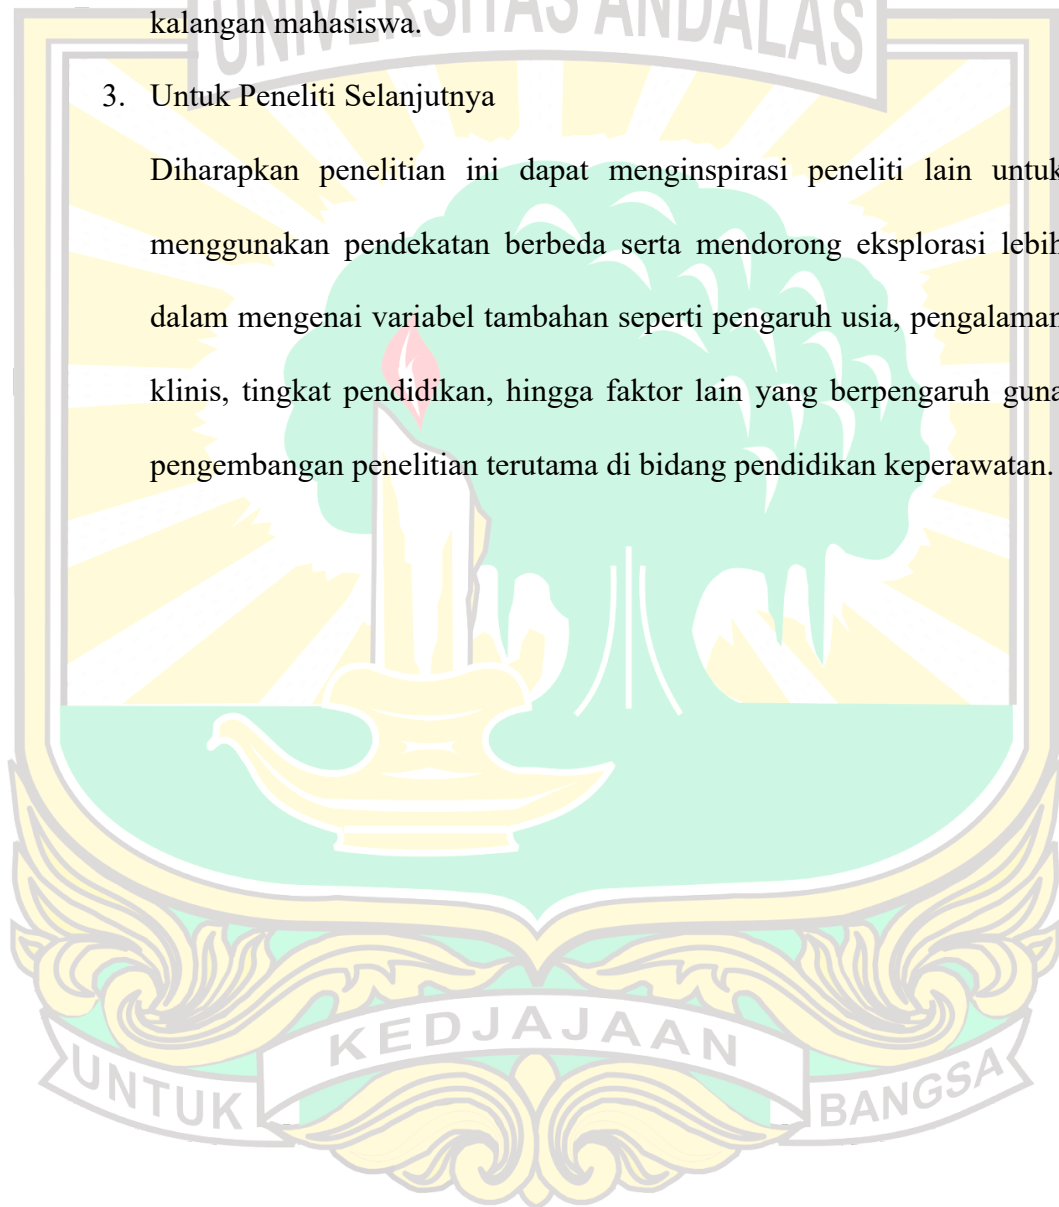 UNIVERSITAS ANDALAS
kalangan mahasiswa.
3. Untuk Peneliti Selanjutnya
Diharapkan penelitian ini dapat menginspirasi peneliti lain untuk
menggunakan pendekatan berbeda serta mendorong eksplorasi lebih
dalam mengenai variabel tambahan seperti pengaruh usia, pengalaman
klinis, tingkat pendidikan, hingga faktor lain yang berpengaruh guna
pengembangan penelitian terutama di bidang pendidikan keperawatan.
UNTUK KEDJAJAAN BANGSA